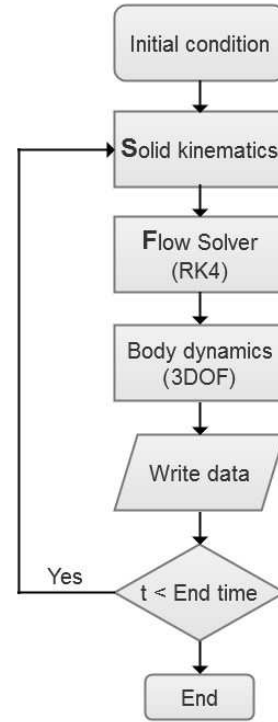 Initial condition
Solid kinematics
Flow Solver
(RK4)
Body dynamics
(3DOF)
Write data
Yes
t < End time
End